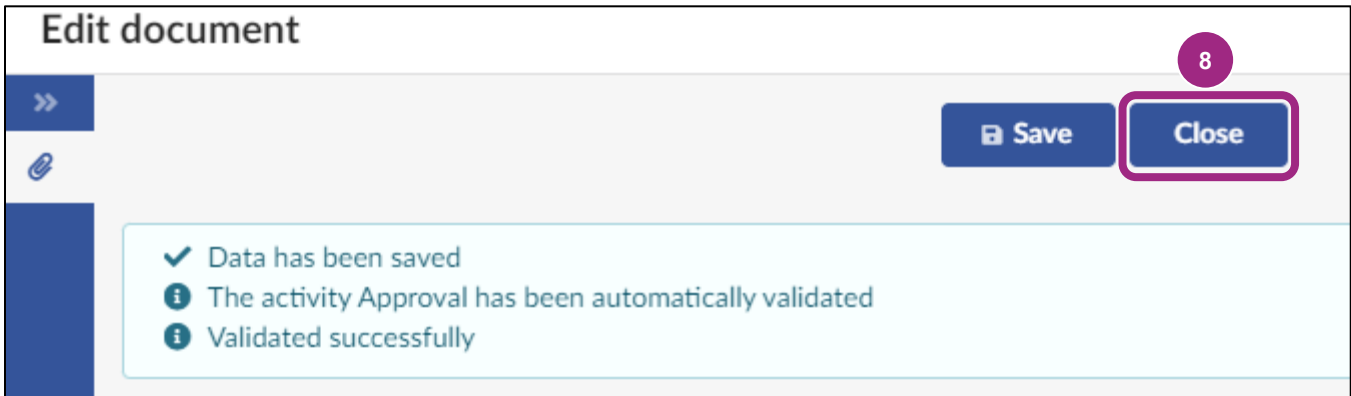 Edit document
8
Save Close
Data has been saved
The activity Approval has been automatically validated
Validated successfully